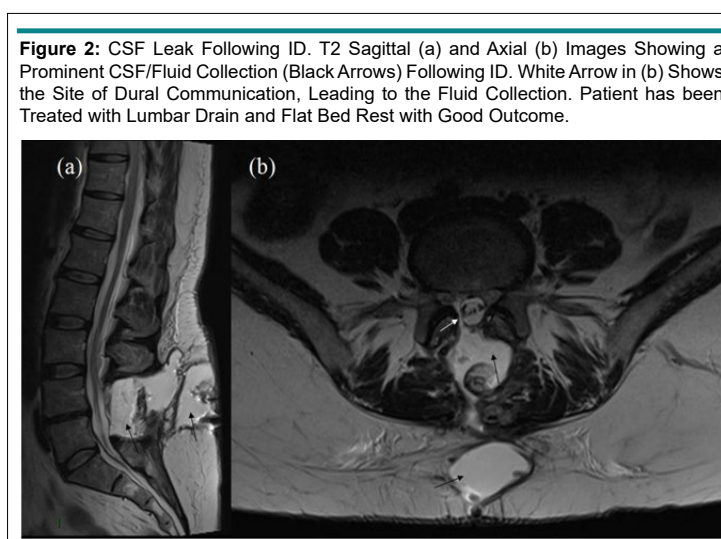 Figure 2: CSF Leak Following ID. T2 Sagittal (a) and Axial (b) Images Showing a
Prominent CSF/Fluid Collection (Black Arrows) Following ID. White Arrow in (b) Shows
the Site of Dural Communication, Leading to the Fluid Collection. Patient has been
Treated with Lumbar Drain and Flat Bed Rest with Good Outcome.
(a) (b)